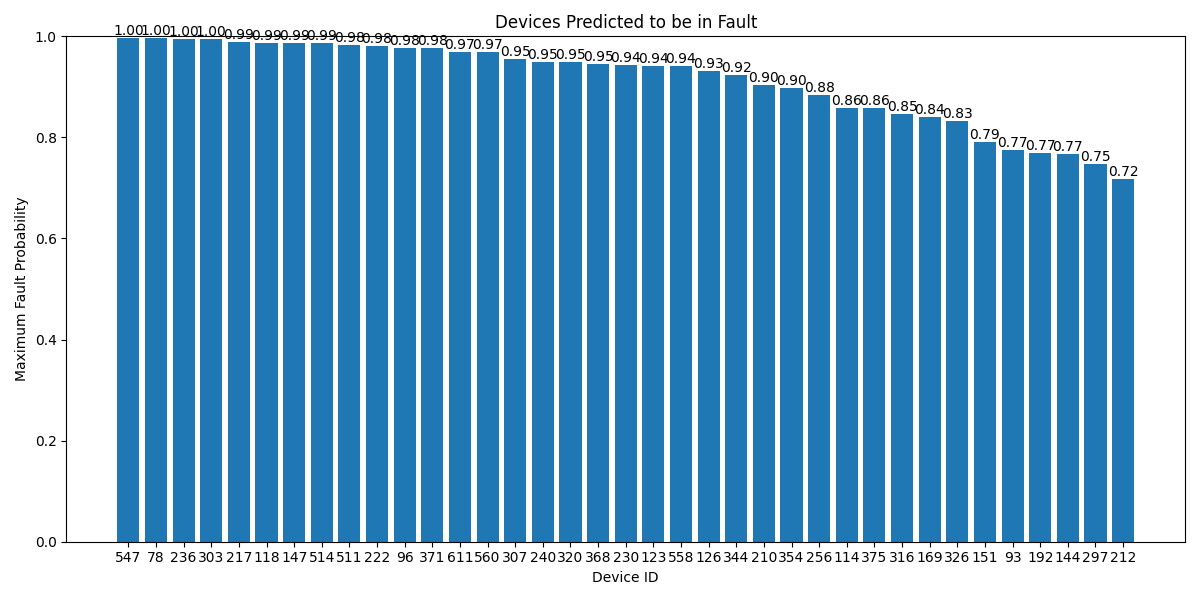 Devices Predicted to be in Fault
1.00 1.00 1.00 1.00 0.99 0.99 0.99 0.99 0.98 0.98 0.98 0.98 0.97 0.97 0.95 0.95 0.95 0.95 0.94 0.94 0.94 0.93 0.92 0.90 0.90 0.88 0.86 0.86 0.85 0.84 0.83 0.79 0.77 0.77 0.77 0.75 0.72
1.0
0.8
0.6
0.4
0.2
0.0
Maximum Fault Probability
547 78 236 303 217 118 147 514 511 222 96 371 611 560 307 240 320 368 230 123 558 126 344 210 354 256 114 375 316 169 326 151 93 192 144 297 212
Device ID